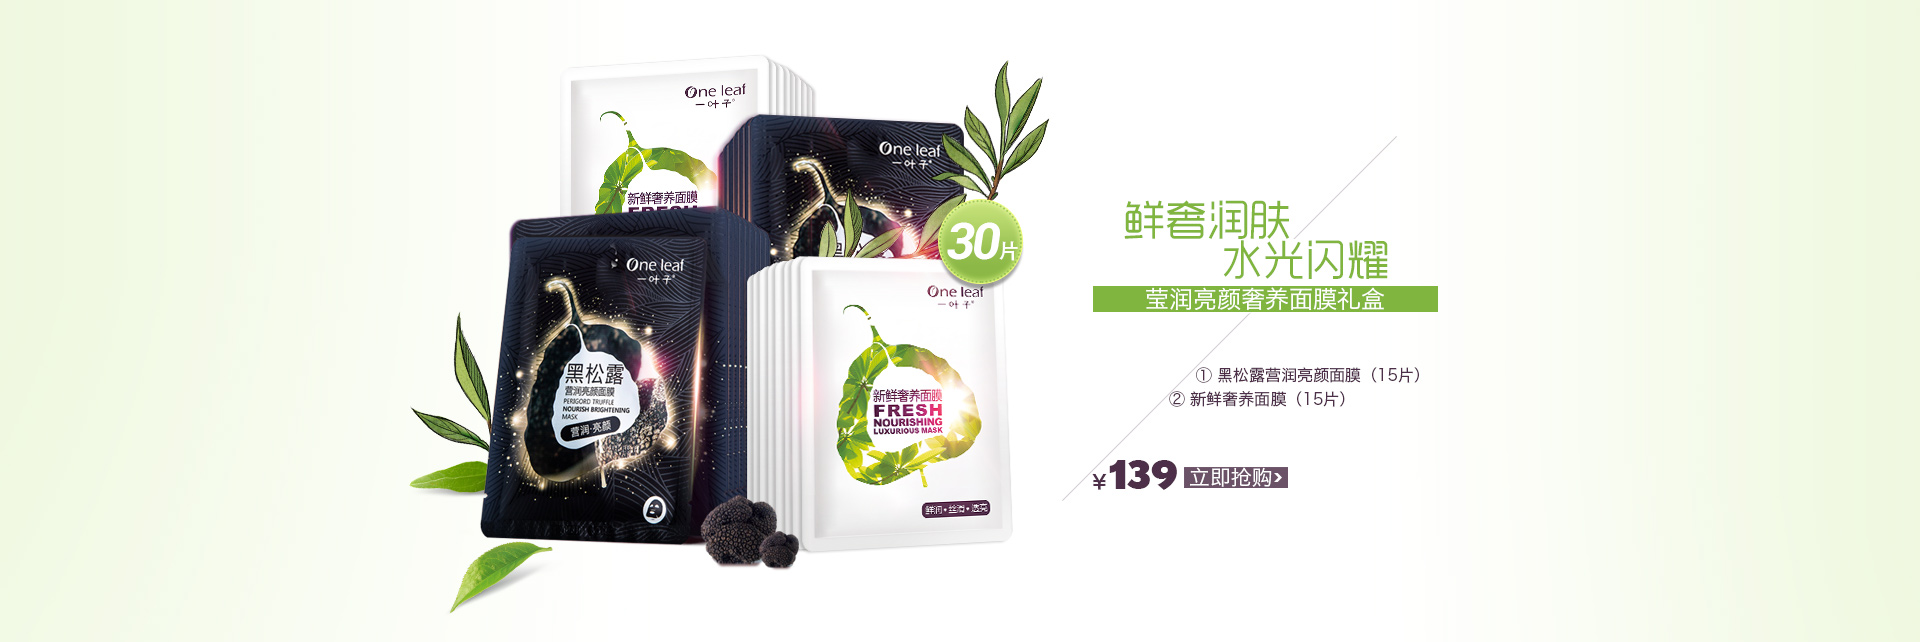 One leaf
一叶子®
新鲜奢养面膜
FRESH
One leaf
一叶子®
30片
One leaf
一叶子®
黑松露
营润亮颜面膜
PERIGORD TRUFFLE
NOURISH BRIGHTENING
MASK
营润·亮颜
One leaf
一叶子®
新鲜奢养面膜
FRESH
NOURISHING
LUXURIOUS MASK
鲜润•丝滑•透亮
鲜奢润肤
水光闪耀
莹润亮颜奢养面膜礼盒
① 黑松露营润亮颜面膜（15片）
② 新鲜奢养面膜（15片）
¥139 立即抢购>